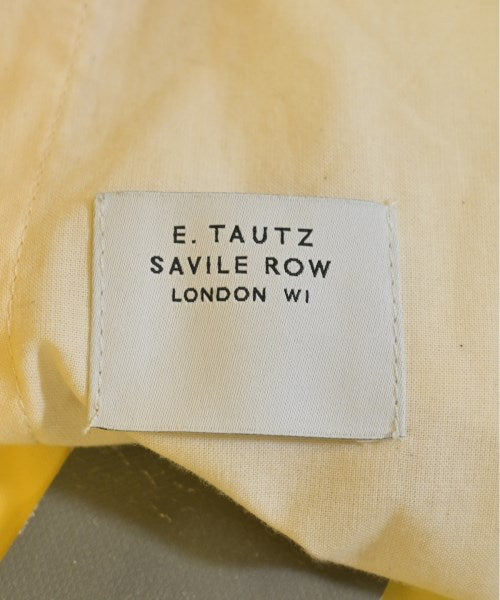 E. TAUTZ
SAVILE ROW
LONDON W1